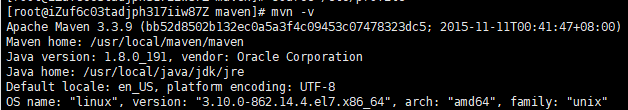 [root@iZuf6c03tadjph317iiw87Z maven]# mvn -v
Apache Maven 3.3.9 (bb52d8502b132ec0a5a3f4c09453c07478323dc5; 2015-11-11T00:41:47+08:00)
Maven home: /usr/local/maven/maven
Java version: 1.8.0_191, vendor: Oracle Corporation
Java home: /usr/local/java/jdk/jre
Default locale: en_US, platform encoding: UTF-8
OS name: "linux", version: "3.10.0-862.14.4.el7.x86_64", arch: "amd64", family: "unix"